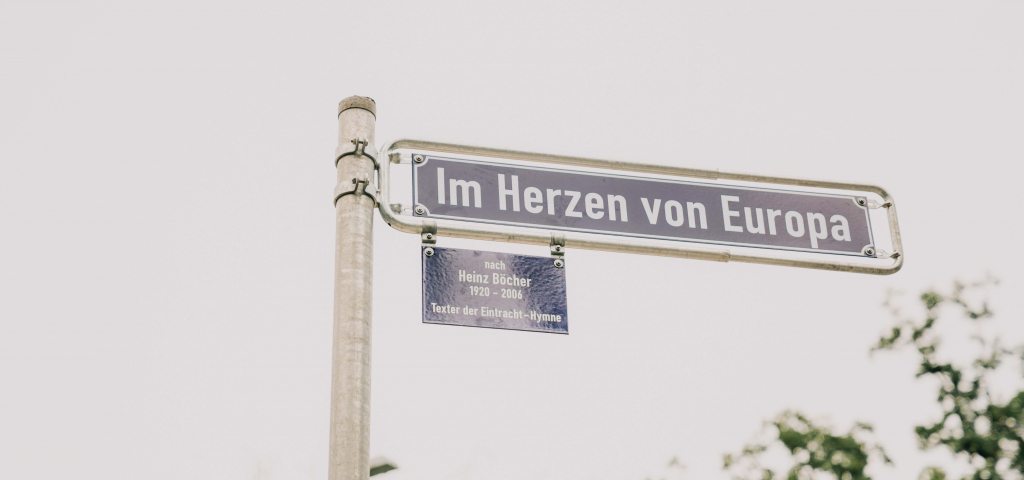 Im Herzen von Europa
nach
Heinz Böcher
1920 – 2006
Texter der Eintracht-Hymne